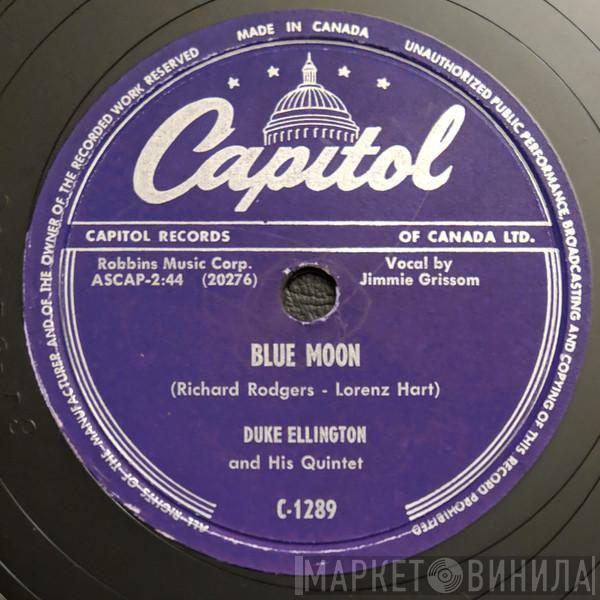 MADE IN CANADA
UNAUTHORIZED PUBLIC PERFORMANCE, BROADCASTING AND COPYING OF THIS RECORD PROHIBITED
ALL RIGHTS OF THE MANUFACTURER AND OF THE OWNER OF THE RECORDED WORK RESERVED
Capitol
CAPITOL RECORDS OF CANADA LTD.
Robbins Music Corp. Vocal by
ASCAP-2:44 (20276) Jimmie Grissom
BLUE MOON
(Richard Rodgers - Lorenz Hart)
DUKE ELLINGTON
and His Quintet
C-1289
МАРКЕТ ВИНИЛА